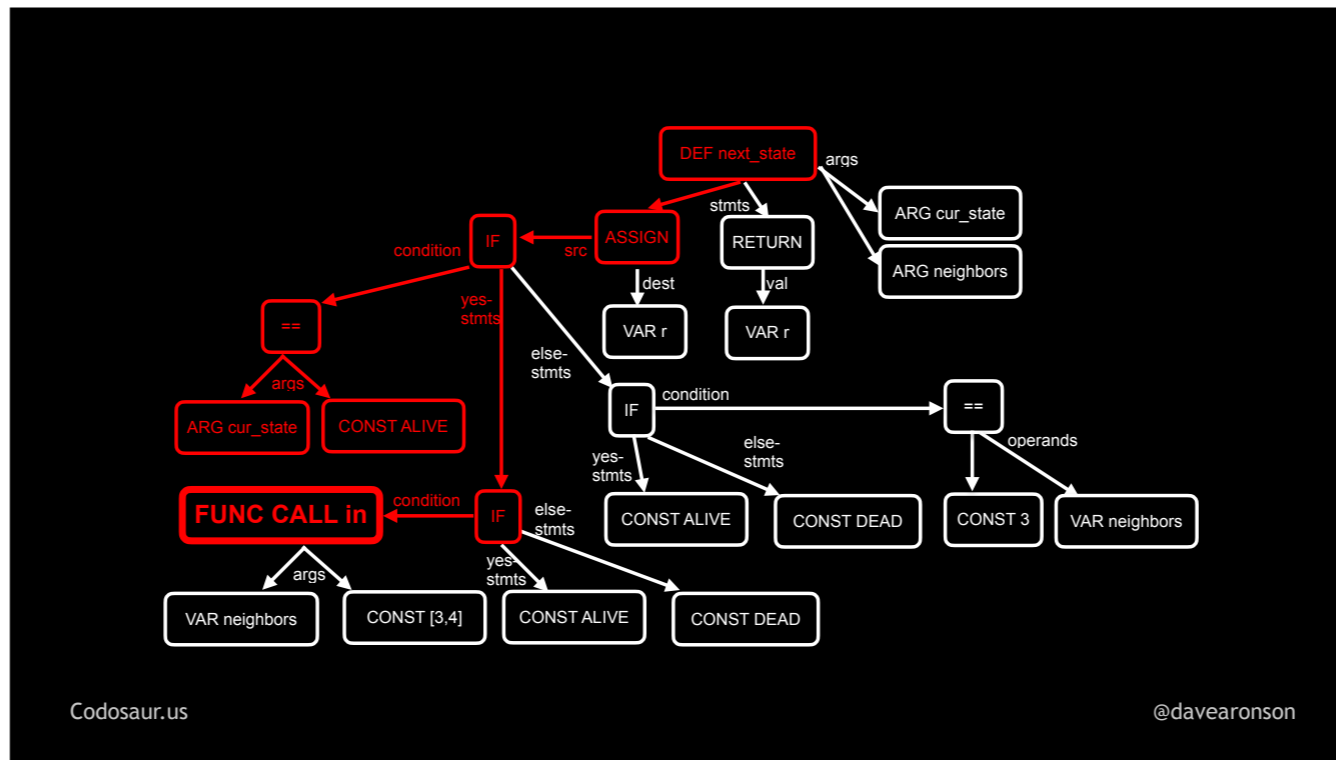 DEF next_state
args
ARG cur_state
stmts
condition
IF
src
ASSIGN
RETURN
ARG neighbors
dest
val
yes-
stmts
==
VAR r
VAR r
else-
stmts
args
IF
condition
==
ARG cur_state
CONST ALIVE
operands
yes-
stmts
else-
stmts
FUNC CALL in
condition
IF
else-
stmts
CONST ALIVE
CONST DEAD
CONST 3
VAR neighbors
args
yes-
stmts
VAR neighbors
CONST [3,4]
CONST ALIVE
CONST DEAD
Codosaur.us
@davearonson